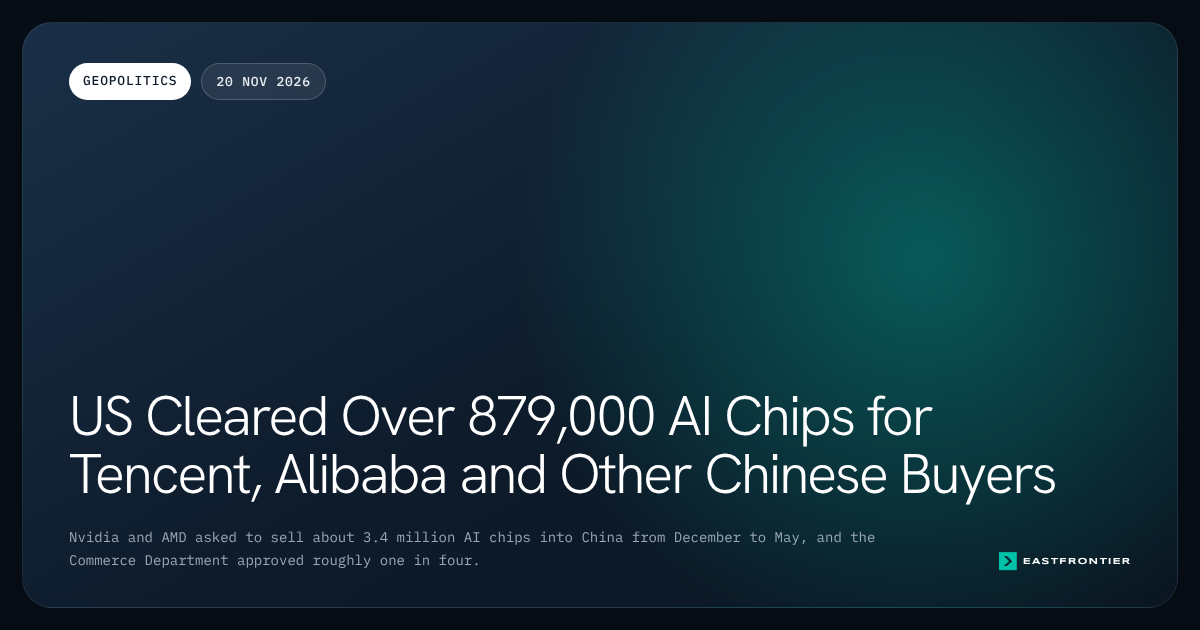 GEOPOLITICS
20 NOV 2026
US Cleared Over 879,000 AI Chips for
Tencent, Alibaba and Other Chinese Buyers
Nvidia and AMD asked to sell about 3.4 million AI chips into China from December to May, and the
Commerce Department approved roughly one in four.
EASTFRONTIER